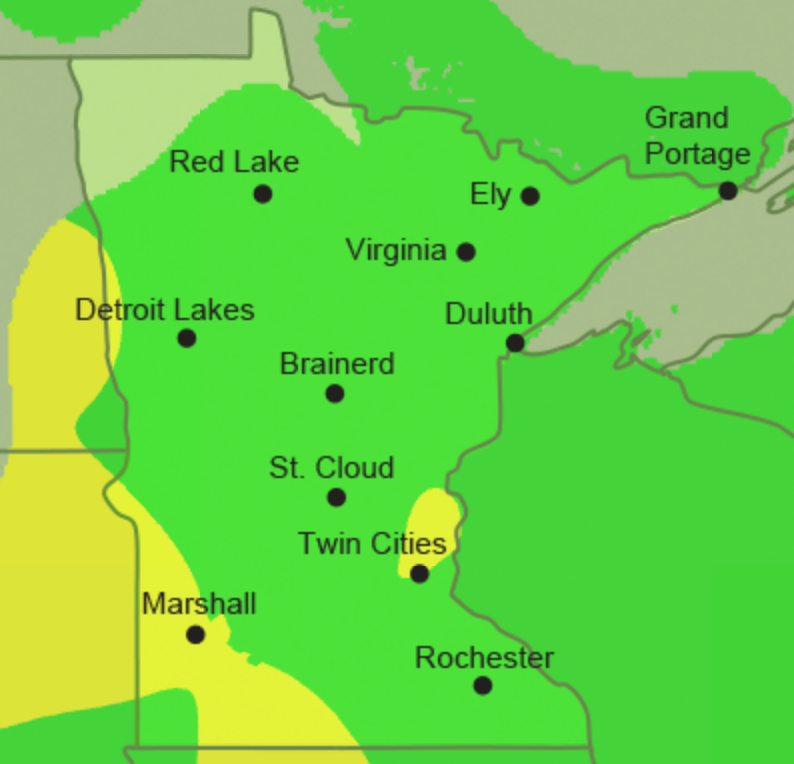 Grand
Portage
Red Lake
Ely
Virginia
Detroit Lakes
Duluth
Brainerd
St. Cloud
Twin Cities
Marshall
Rochester